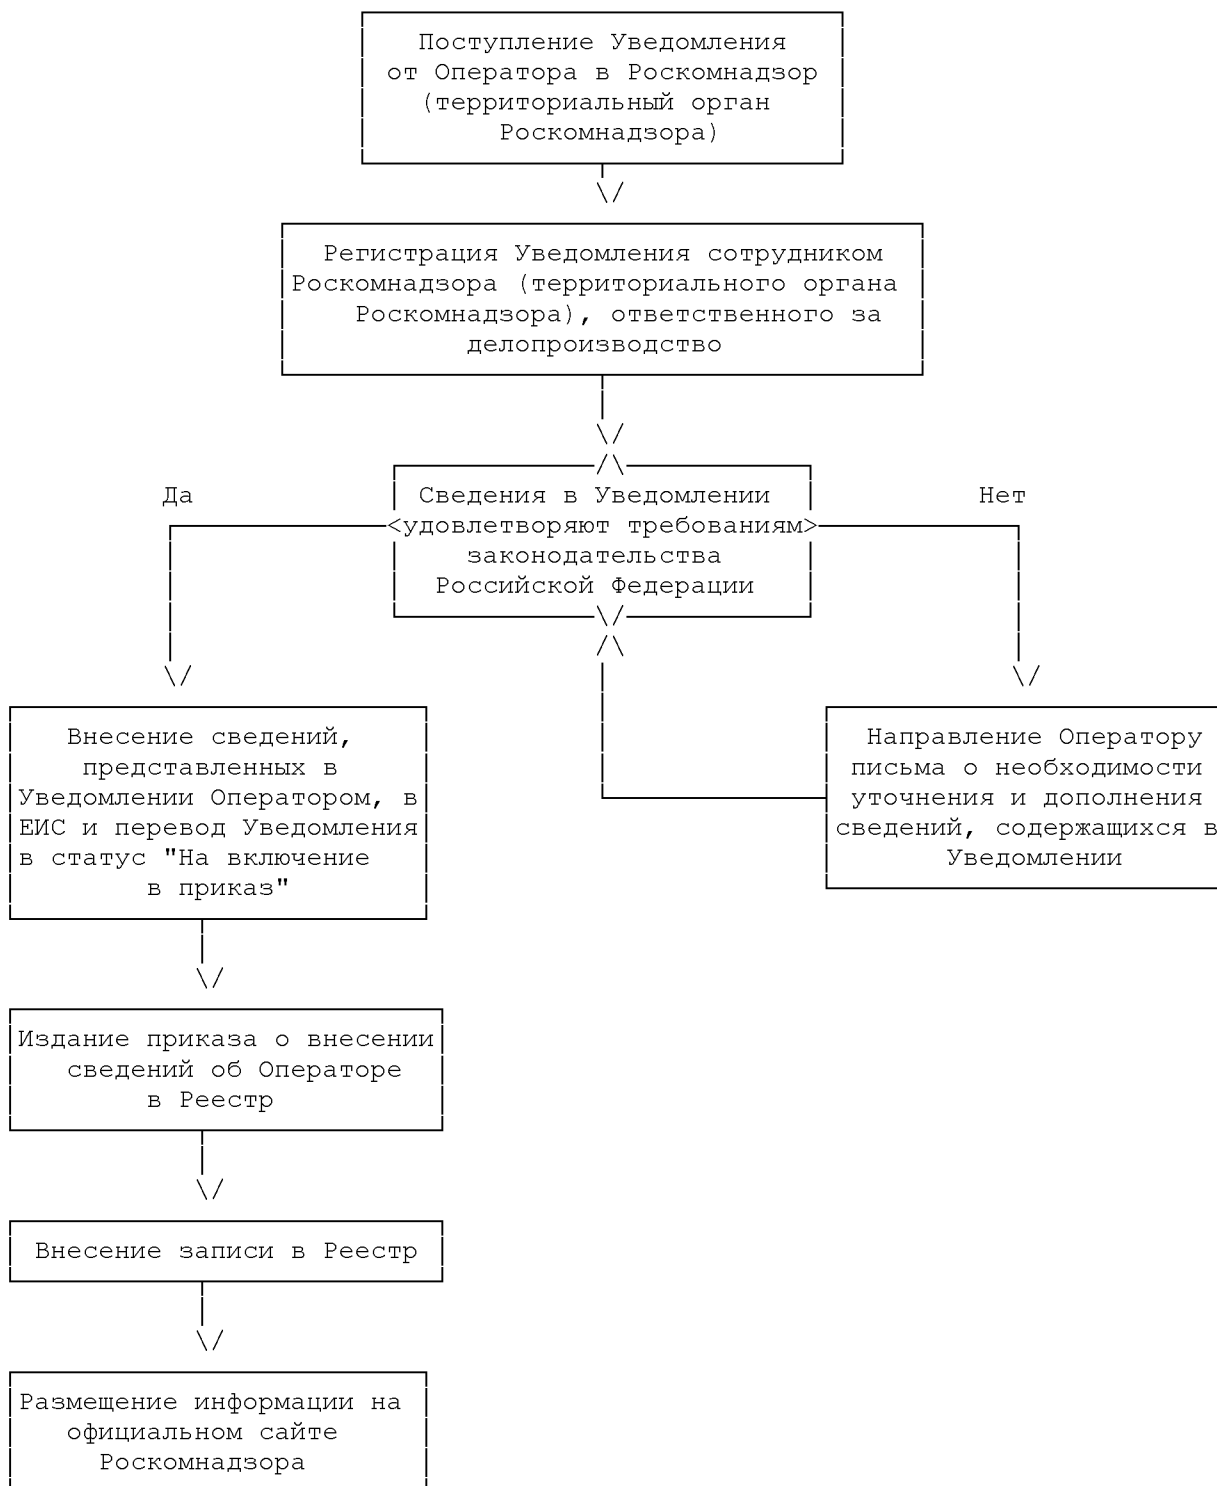 Поступление Уведомления
от Оператора в Роскомнадзор
(территориальный орган
Роскомнадзора)
Регистрация Уведомления сотрудником
Роскомнадзора (территориального органа
Роскомнадзора), ответственного за
делопроизводство
Да
Сведения в Уведомлении
Нет
<удовлетворяют требованиям>
законодательства
Российской Федерации
Внесение сведений,
представленных в
Уведомлении Оператором, в
ЕИС и перевод Уведомления
в статус "На включение
в приказ"
Направление Оператору
письма о необходимости
уточнения и дополнения
сведений, содержащихся в
Уведомлении
Издание приказа о внесении
сведений об Операторе
в Реестр
Внесение записи в Реестр
Размещение информации на
официальном сайте
Роскомнадзора